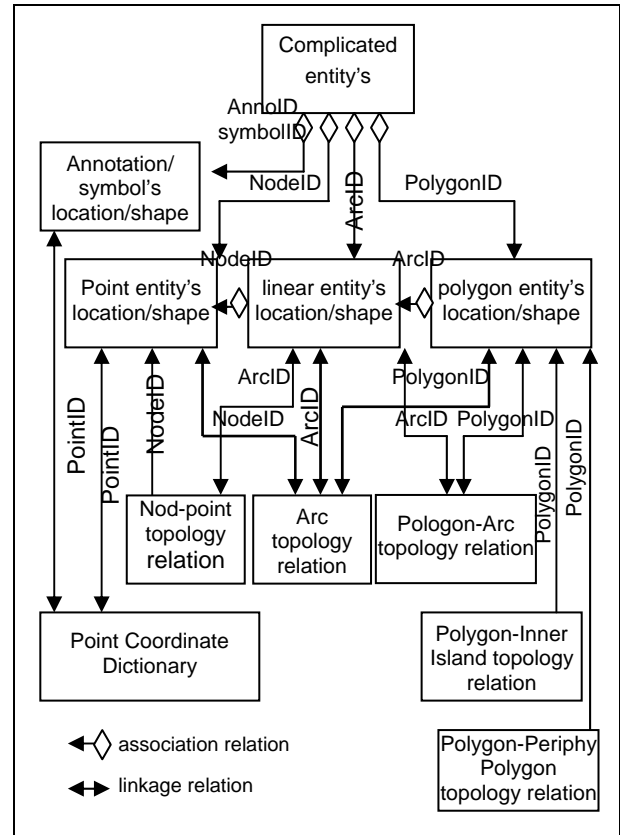 Complicated
entity's
AnnoID
symbolID
Annotation/
symbol's
location/shape
NodeID
ArcID
PolygonID
NodeID
ArcID
Point entity's
location/shape
linear entity's
location/shape
polygon entity's
location/shape
ArcID
PolygonID
NodeID
ArcID
PolygonID
PointID
PointID
NodeID
ArcID
PolygonID
PolygonID
Nod-point
topology
relation
Arc
topology
relation
Pologon-Arc
topology relation
Point Coordinate
Dictionary
Polygon-Inner
Island topology
relation
association relation
linkage relation
Polygon-Periphy
Polygon
topology relation